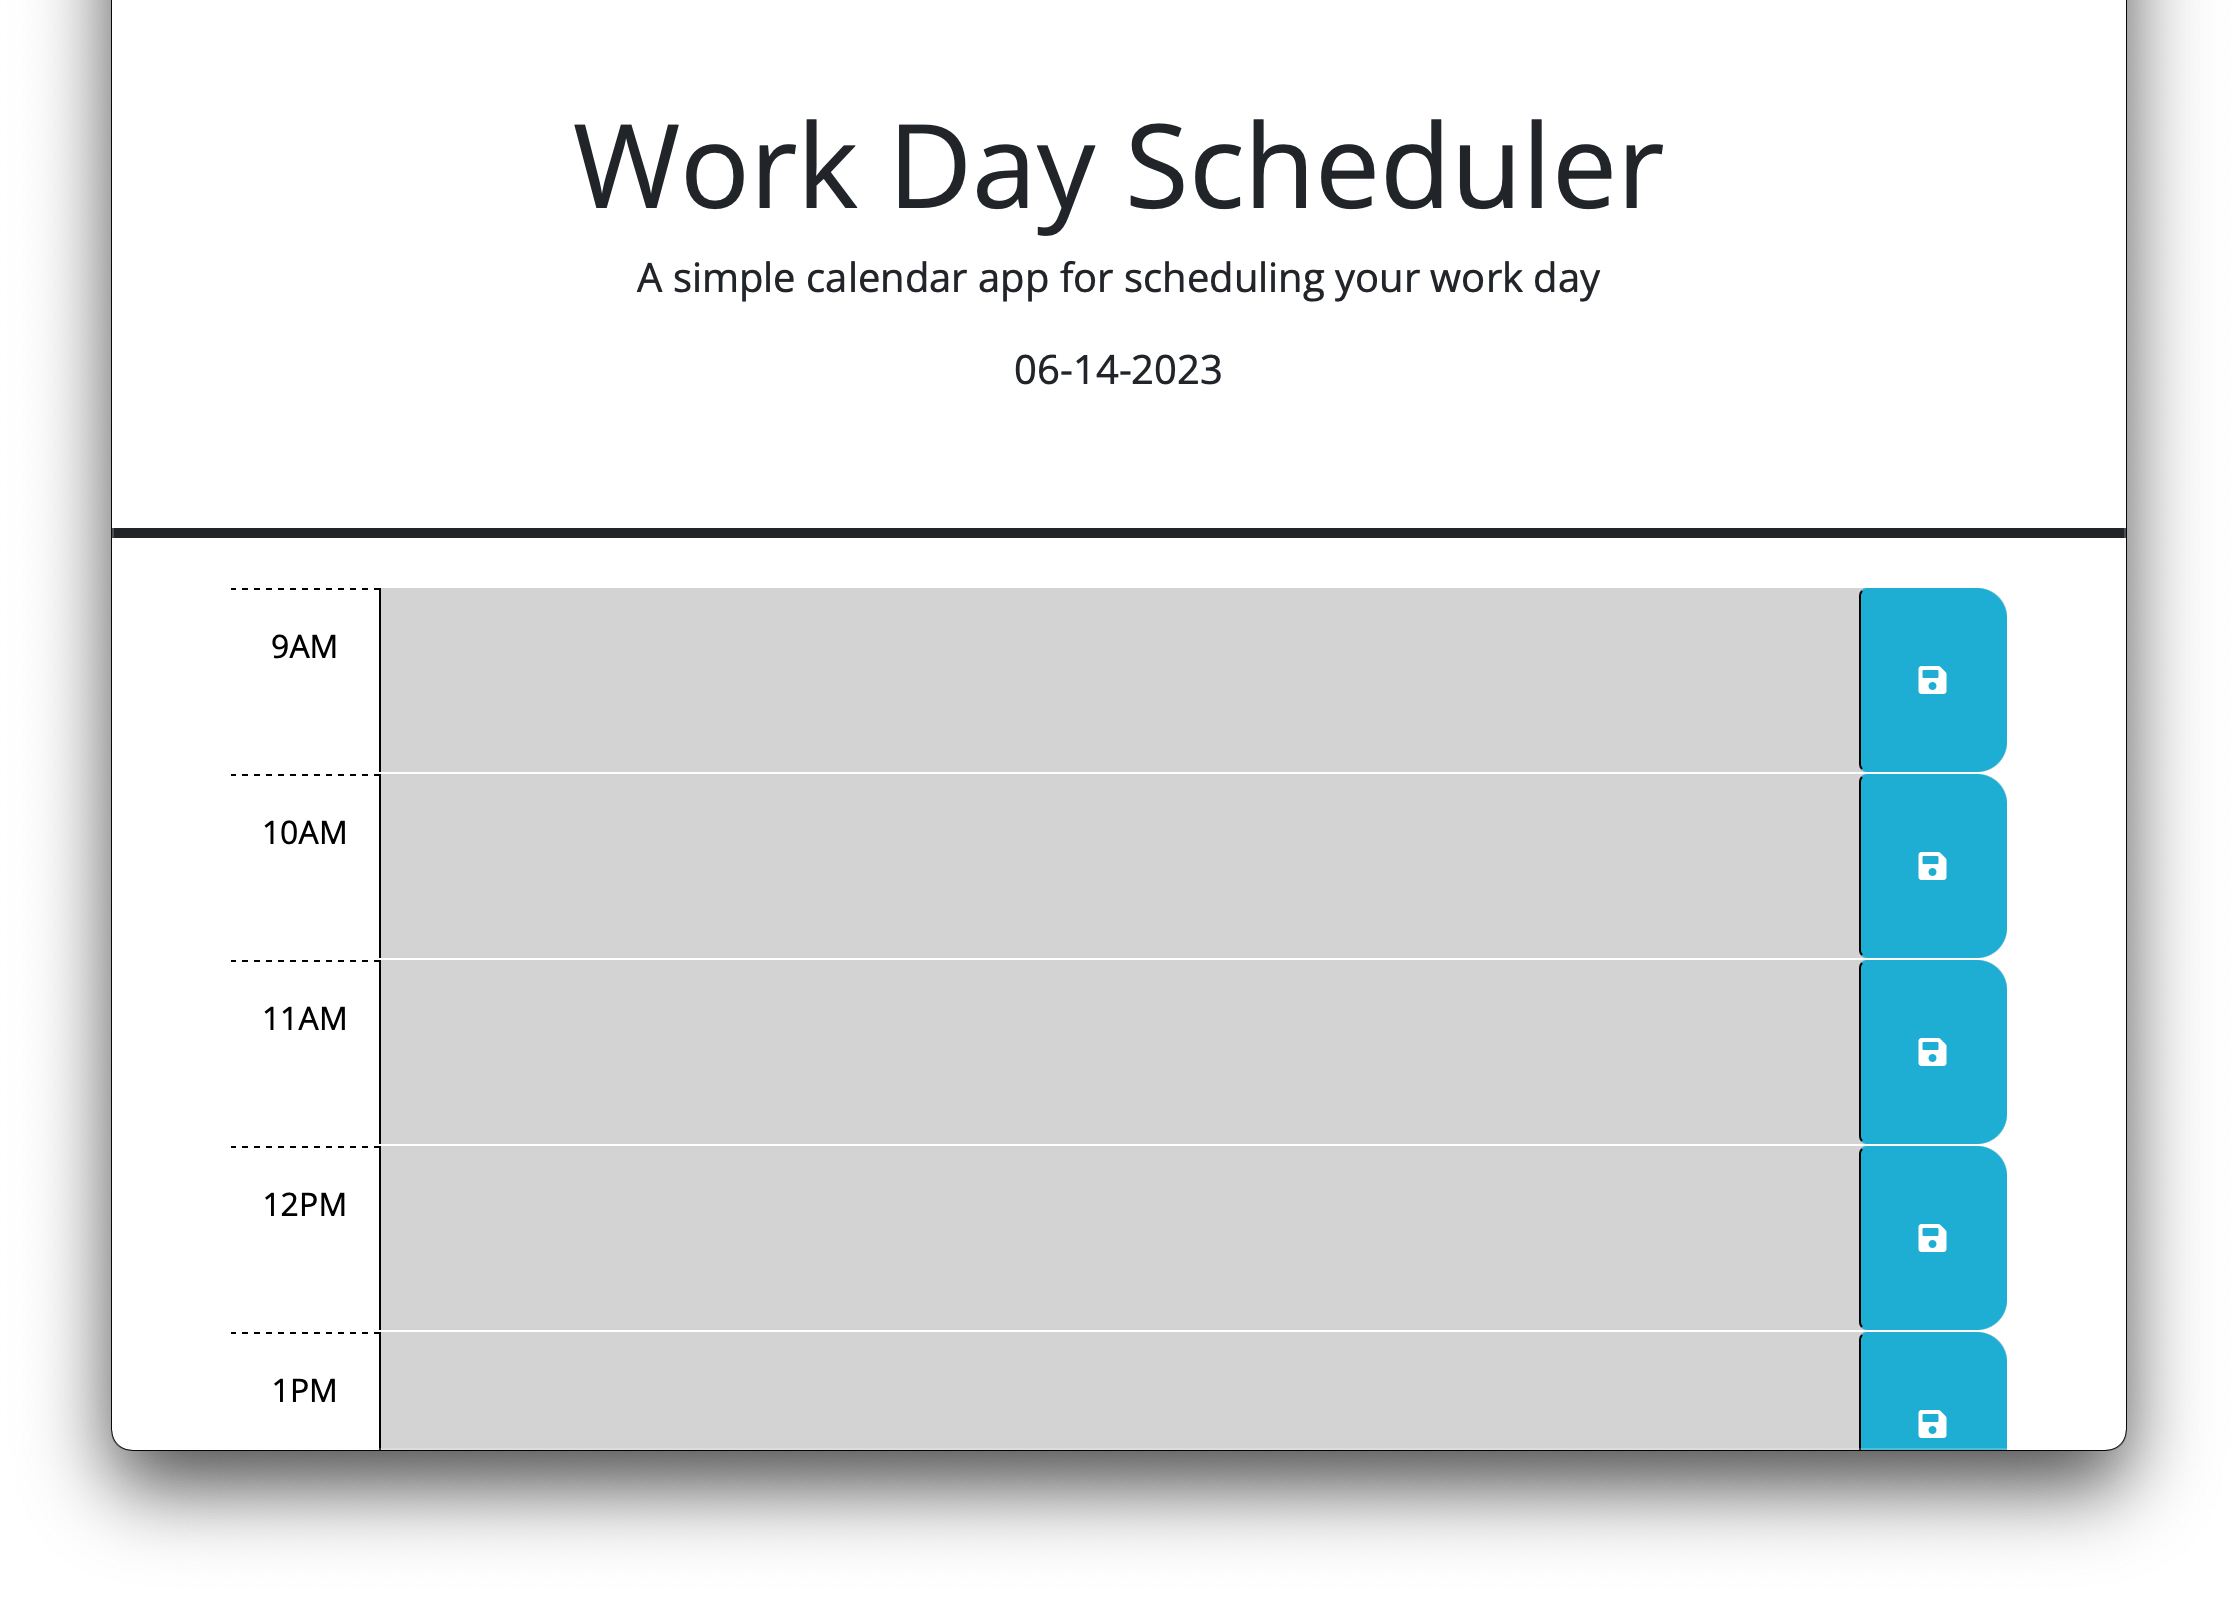 Work Day Scheduler
A simple calendar app for scheduling your work day
06-14-2023
9AM
10AM
11AM
12PM
1PM